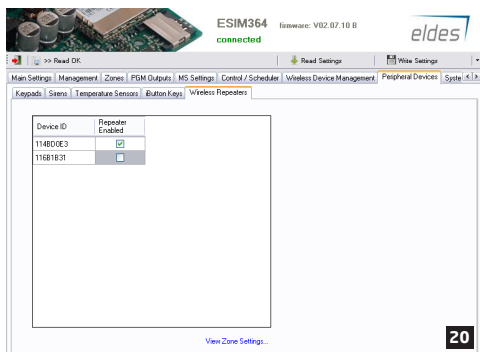 ESIM364 firmware: V02.07.10 B
connected
eldes
>> Read OK
Read Settings
Write Settings
Main Settings Management Zones PGM Outputs MS Settings Control / Scheduler Wireless Device Management Peripheral Devices Syste
Keypads Sirens Temperature Sensors iButton Keys Wireless Repeaters
Device ID Repeater Enabled
114BD0E3
116B1B31
View Zone Settings...
20